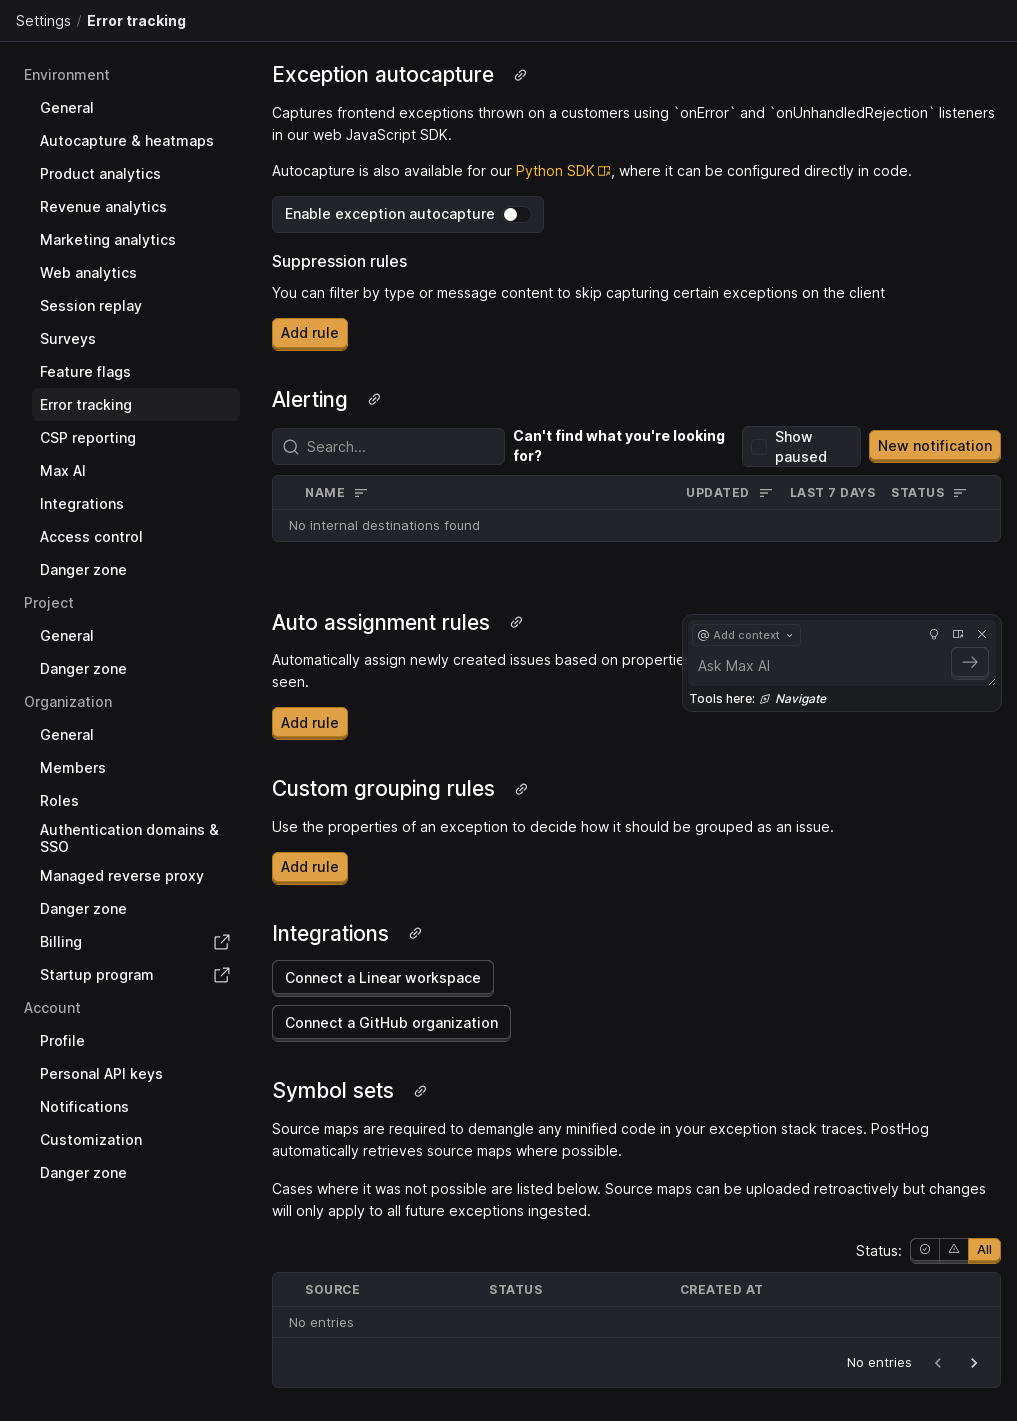 Settings / Error tracking
Environment
General
Autocapture & heatmaps
Product analytics
Revenue analytics
Marketing analytics
Web analytics
Session replay
Surveys
Feature flags
Error tracking
CSP reporting
Max AI
Integrations
Access control
Danger zone
Project
General
Danger zone
Organization
General
Members
Roles
Authentication domains &
SSO
Managed reverse proxy
Danger zone
Billing
Startup program
Account
Profile
Personal API keys
Notifications
Customization
Danger zone
Exception autocapture
Captures frontend exceptions thrown on a customers using `onError` and `onUnhandledRejection` listeners
in our web JavaScript SDK.
Autocapture is also available for our Python SDK, where it can be configured directly in code.
Enable exception autocapture
Suppression rules
You can filter by type or message content to skip capturing certain exceptions on the client
Add rule
Alerting
Search...
Can't find what you're looking
for?
Show
paused
New notification
NAME UPDATED LAST 7 DAYS STATUS
No internal destinations found
Auto assignment rules
Automatically assign newly created issues based on propertie
seen.
Add rule
@ Add context
Ask Max AI
Tools here: Navigate
Custom grouping rules
Use the properties of an exception to decide how it should be grouped as an issue.
Add rule
Integrations
Connect a Linear workspace
Connect a GitHub organization
Symbol sets
Source maps are required to demangle any minified code in your exception stack traces. PostHog
automatically retrieves source maps where possible.
Cases where it was not possible are listed below. Source maps can be uploaded retroactively but changes
will only apply to all future exceptions ingested.
Status: All
SOURCE STATUS CREATED AT
No entries
No entries